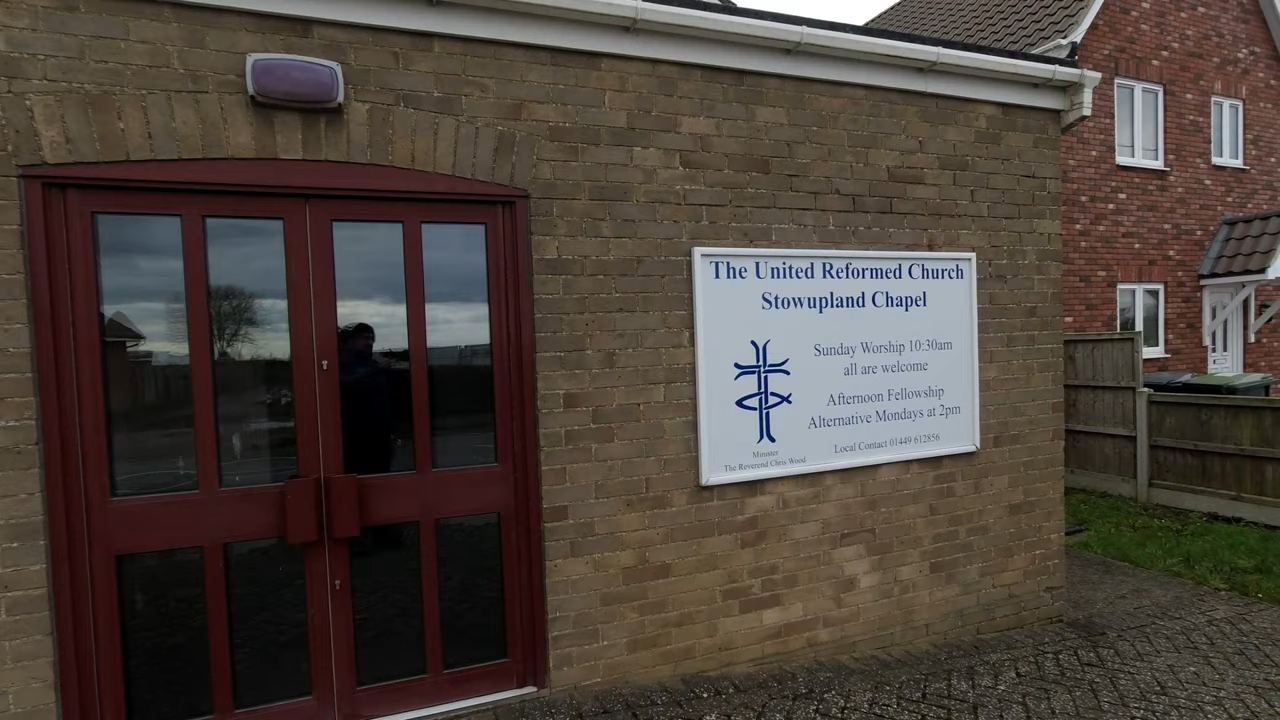 The United Reformed Church
Stowupland Chapel
Sunday Worship 10:30am
all are welcome
Afternoon Fellowship
Alternative Mondays at 2pm
Local Contact 01449 612856
Minister
The Reverend Chris Wood